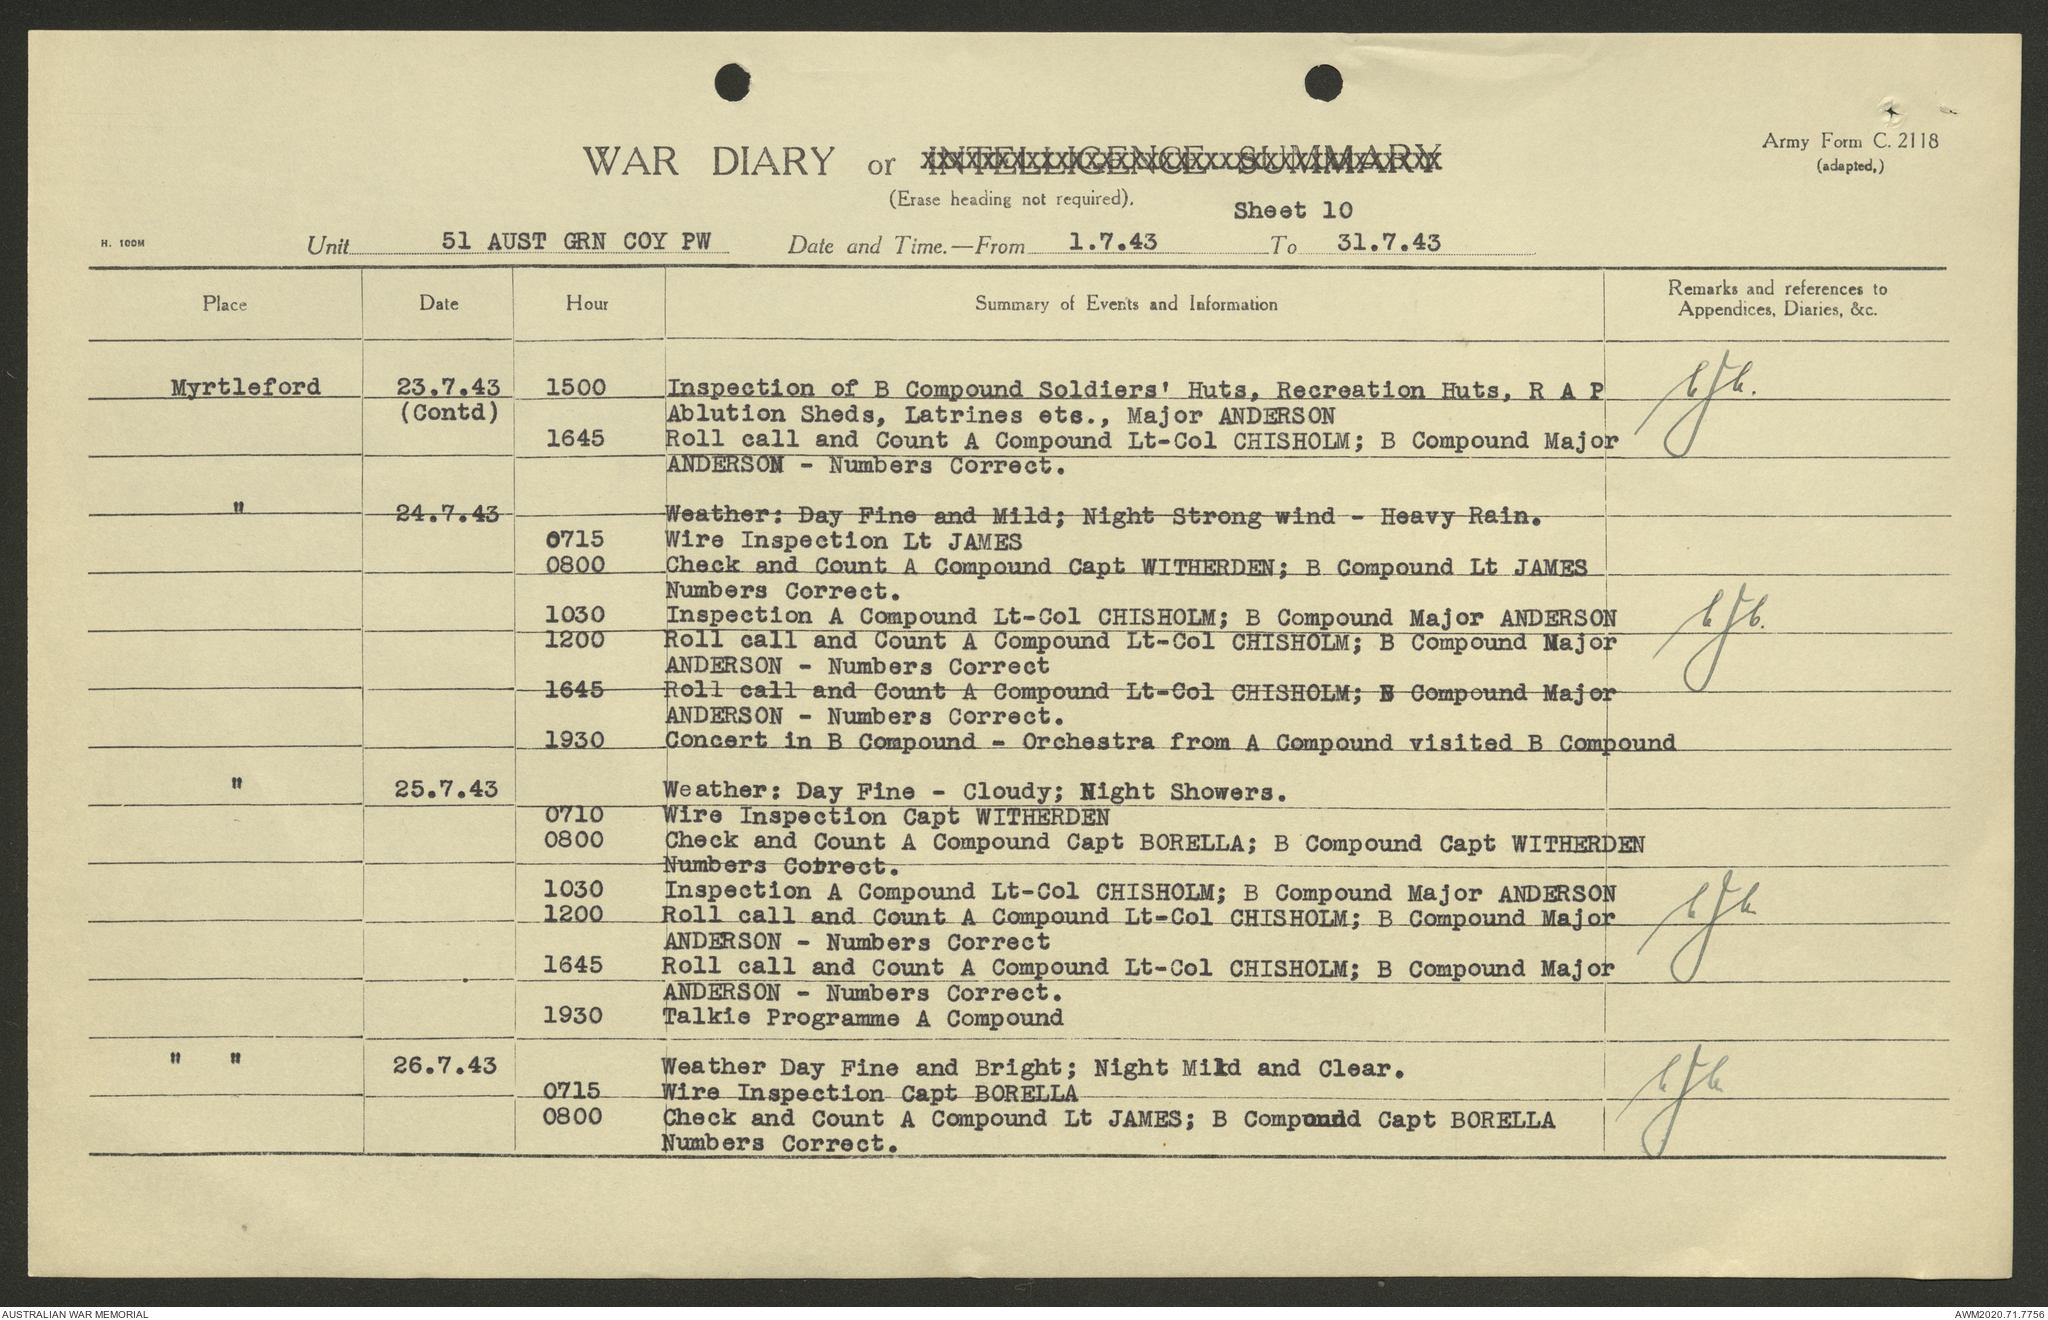 Army Form C. 2118
(adapted.)
WAR DIARY or INTELLIGENCE SUMMARY
(Erase heading not required).
Sheet 10
H. 100M
Unit 51 AUST GRN COY PW Date and Time.—From 1.7.43 To 31.7.43
Place Date Hour Summary of Events and Information Remarks and references to
Appendices, Diaries, &c.
Myrtleford 23.7.43 1500 Inspection of B Compound Soldiers' Huts, Recreation Huts, R A P
(Contd) Ablution Sheds, Latrines ets., Major ANDERSON
1645 Roll call and Count A Compound Lt-Col CHISHOLM; B Compound Major
ANDERSON - Numbers Correct.
" 24.7.43 Weather: Day Fine and Mild; Night Strong wind - Heavy Rain.
0715 Wire Inspection Lt JAMES
0800 Check and Count A Compound Capt WITHERDEN; B Compound Lt JAMES
Numbers Correct.
1030 Inspection A Compound Lt-Col CHISHOLM; B Compound Major ANDERSON
1200 Roll call and Count A Compound Lt-Col CHISHOLM; B Compound Major
ANDERSON - Numbers Correct
1645 Roll call and Count A Compound Lt-Col CHISHOLM; B Compound Major
ANDERSON - Numbers Correct.
1930 Concert in B Compound - Orchestra from A Compound visited B Compound
" 25.7.43 Weather: Day Fine - Cloudy; Night Showers.
0710 Wire Inspection Capt WITHERDEN
0800 Check and Count A Compound Capt BORELLA; B Compound Capt WITHERDEN
Numbers Correct.
1030 Inspection A Compound Lt-Col CHISHOLM; B Compound Major ANDERSON
1200 Roll call and Count A Compound Lt-Col CHISHOLM; B Compound Major
ANDERSON - Numbers Correct
1645 Roll call and Count A Compound Lt-Col CHISHOLM; B Compound Major
ANDERSON - Numbers Correct.
1930 Talkie Programme A Compound
" " 26.7.43 Weather Day Fine and Bright; Night Mild and Clear.
0715 Wire Inspection Capt BORELLA
0800 Check and Count A Compound Lt JAMES; B Compound Capt BORELLA
Numbers Correct.
AUSTRALIAN WAR MEMORIAL AWM2020.71.7756